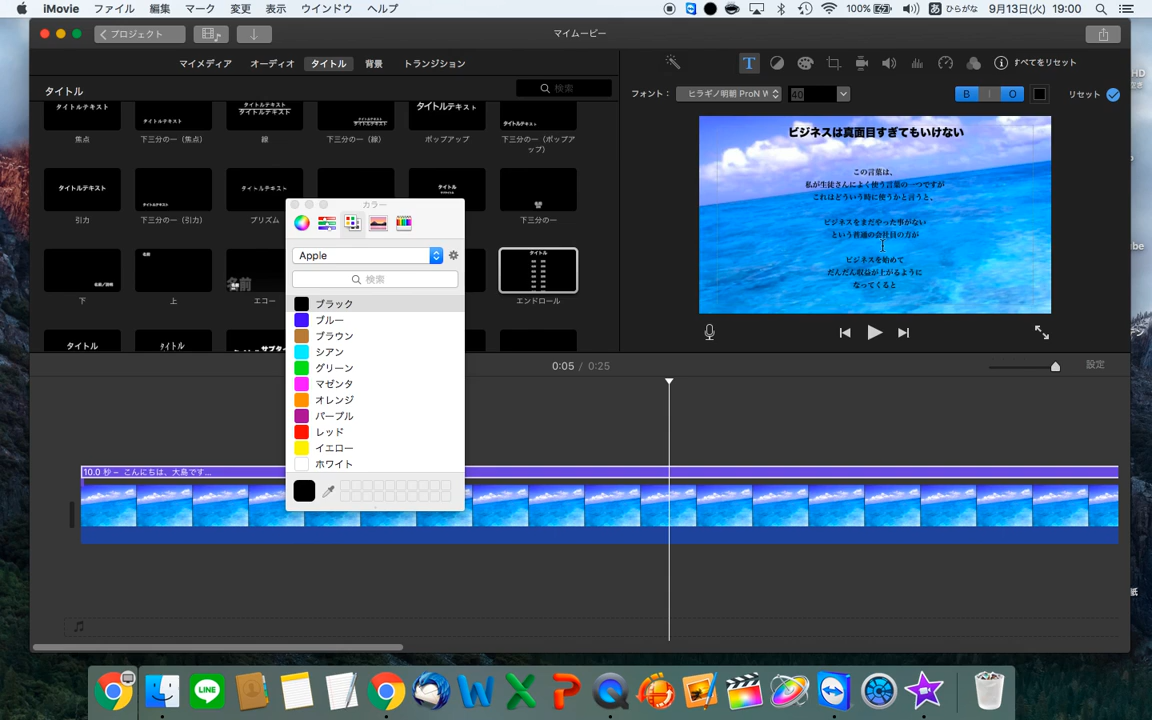 iMovie ファイル 編集 マーク 変更 表示 ウインドウ ヘルプ 100% あ ひらがな 9月13日(火) 19:00
プロジェクト マイムービー
マイメディア オーディオ タイトル 背景 トランジション T すべてをリセット
タイトル 検索 フォント： ヒラギノ明朝 ProN W 40 B I O リセット
タイトルテキスト
焦点 下三分の一（焦点） 線 下三分の一（線） ポップアップ 下三分の一（ポップアップ）
引力 下三分の一（引力） プリズム 下三分の一
下 上 エコー エンドロール
ビジネスは真面目すぎてもいけない
この言葉は、
私が生徒さんによく使う言葉の一つですが
これはどういう時に使うかと言うと、
ビジネスをまだやった事がない
という普通の会社員の方が
ビジネスを始めて
だんだん収益が上がるように
なってくると
カラー
Apple
検索
ブラック
ブルー
ブラウン
シアン
グリーン
マゼンタ
オレンジ
パープル
レッド
イエロー
ホワイト
0:05 / 0:25 設定
10.0 秒 – こんにちは、大島です...
LINE